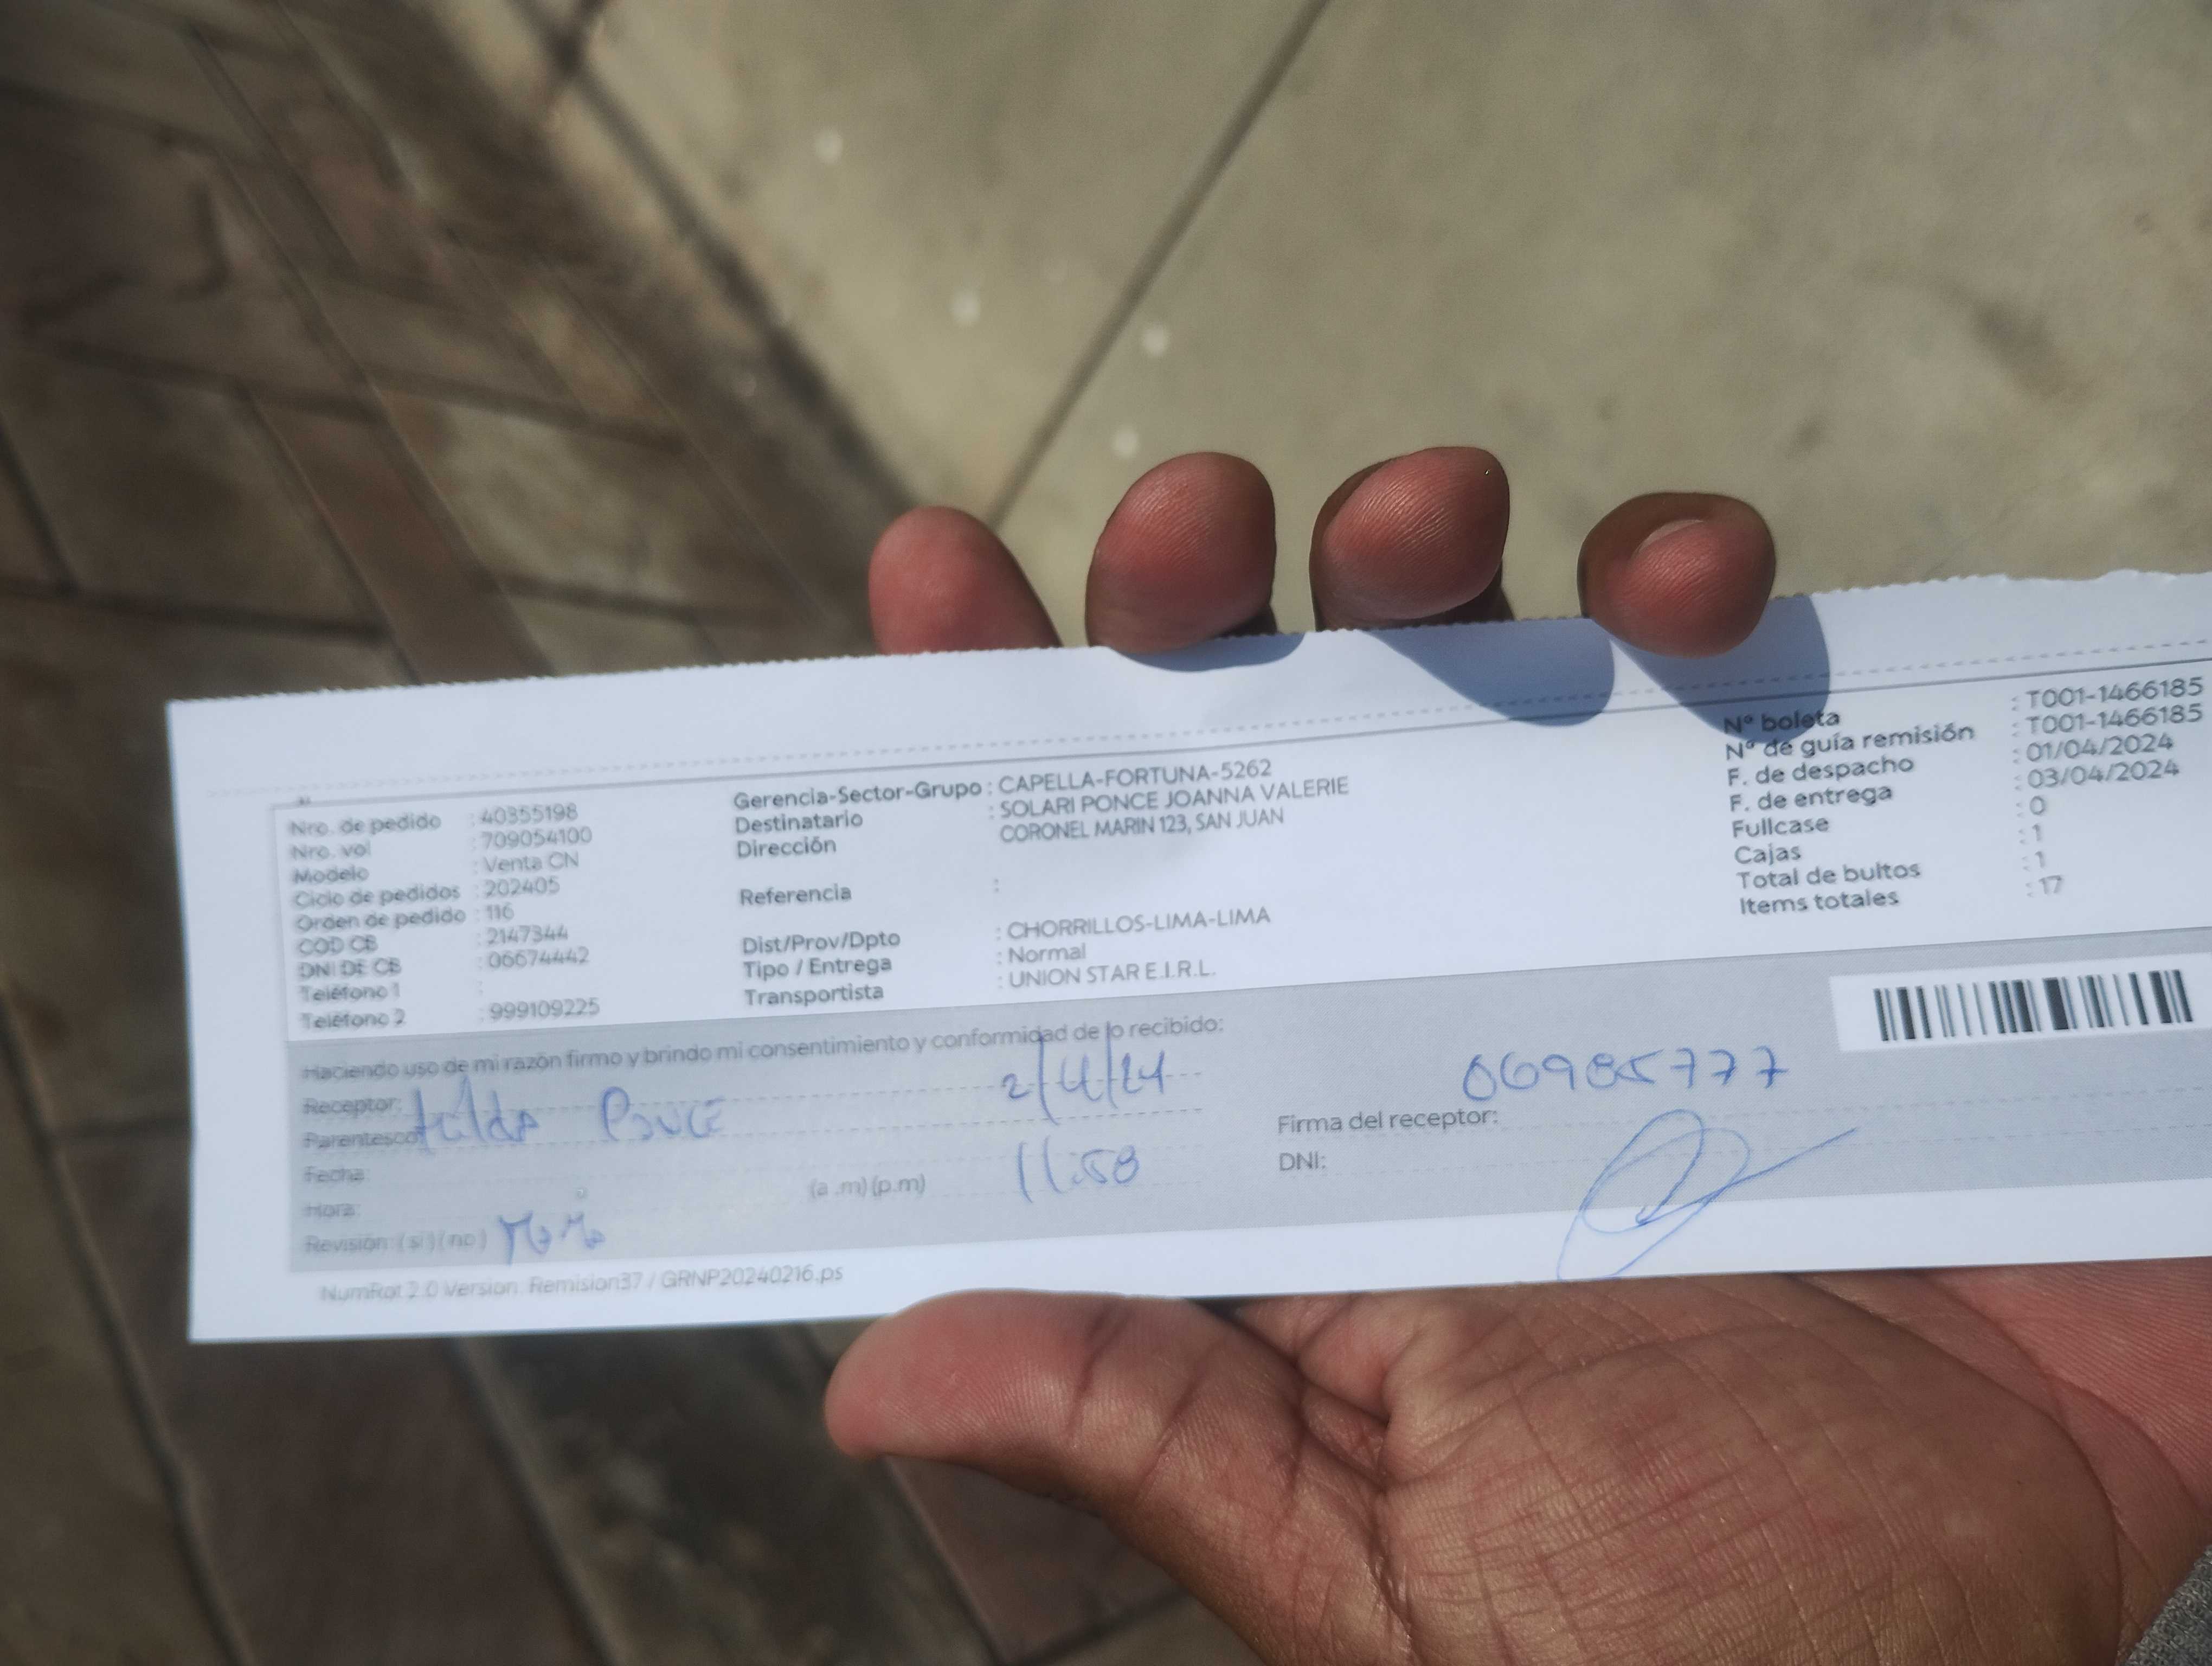 Nro. de pedido : 40355198
Nro. vol : 709054100
Modelo : Venta CN
Ciclo de pedidos : 202405
Orden de pedido : 116
COD CB : 2147344
DNI DE CB : 06674442
Teléfono 1 :
Teléfono 2 : 999109225
Gerencia-Sector-Grupo : CAPELLA-FORTUNA-5262
Destinatario : SOLARI PONCE JOANNA VALERIE
Dirección CORONEL MARIN 123, SAN JUAN
Referencia :
Dist/Prov/Dpto : CHORRILLOS-LIMA-LIMA
Tipo / Entrega : Normal
Transportista : UNION STAR E.I.R.L.
Nº boleta : T001-1466185
Nº de guía remisión : T001-1466185
F. de despacho : 01/04/2024
F. de entrega : 03/04/2024
Fullcase : 0
Cajas : 1
Total de bultos : 1
Items totales : 17
Haciendo uso de mi razón firmo y brindo mi consentimiento y conformidad de lo recibido:
Receptor: 2/4/24
Parentesco: Ponce
Fecha:
Hora: (a .m) (p.m) 11:58
Revisión: ( si ) ( no )
06985777
Firma del receptor:
DNI:
NumRot 2.0 Version: Remision37 / GRNP20240216.ps